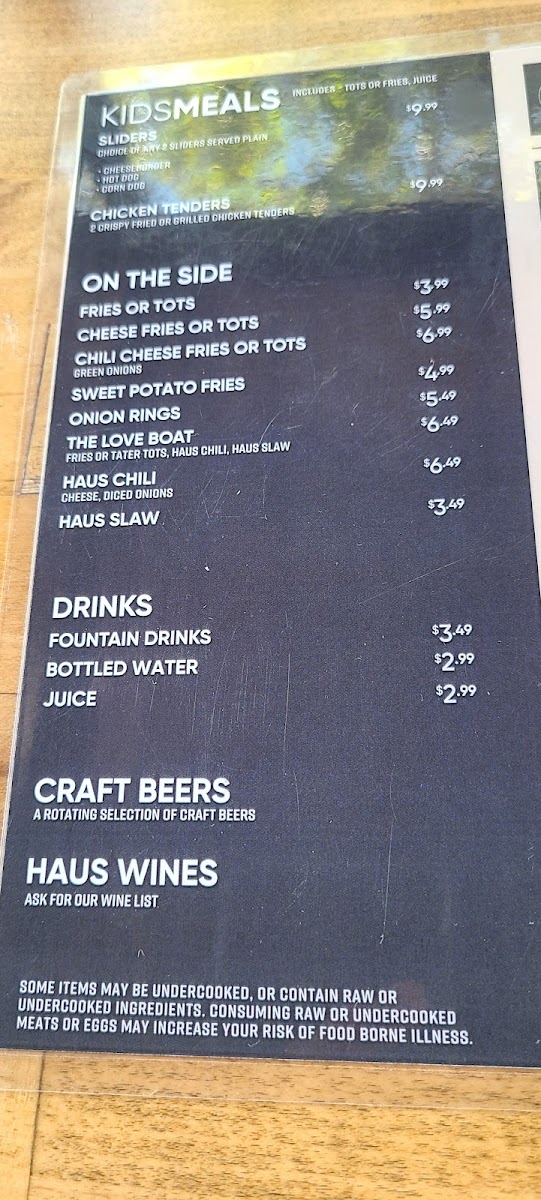 KIDSMEALS INCLUDES - TOTS OR FRIES, JUICE
SLIDERS $9.99
CHOICE OF ANY 2 SLIDERS SERVED PLAIN
• CHEESEBURGER
• HOT DOG
• CORN DOG
CHICKEN TENDERS $9.99
2 CRISPY FRIED OR GRILLED CHICKEN TENDERS
ON THE SIDE
FRIES OR TOTS $3.99
CHEESE FRIES OR TOTS $5.99
CHILI CHEESE FRIES OR TOTS $6.99
GREEN ONIONS
SWEET POTATO FRIES $4.99
ONION RINGS $5.49
THE LOVE BOAT $6.49
FRIES OR TATER TOTS, HAUS CHILI, HAUS SLAW
HAUS CHILI $6.49
CHEESE, DICED ONIONS
HAUS SLAW $3.49
DRINKS
FOUNTAIN DRINKS $3.49
BOTTLED WATER $2.99
JUICE $2.99
CRAFT BEERS
A ROTATING SELECTION OF CRAFT BEERS
HAUS WINES
ASK FOR OUR WINE LIST
SOME ITEMS MAY BE UNDERCOOKED, OR CONTAIN RAW OR
UNDERCOOKED INGREDIENTS. CONSUMING RAW OR UNDERCOOKED
MEATS OR EGGS MAY INCREASE YOUR RISK OF FOOD BORNE ILLNESS.